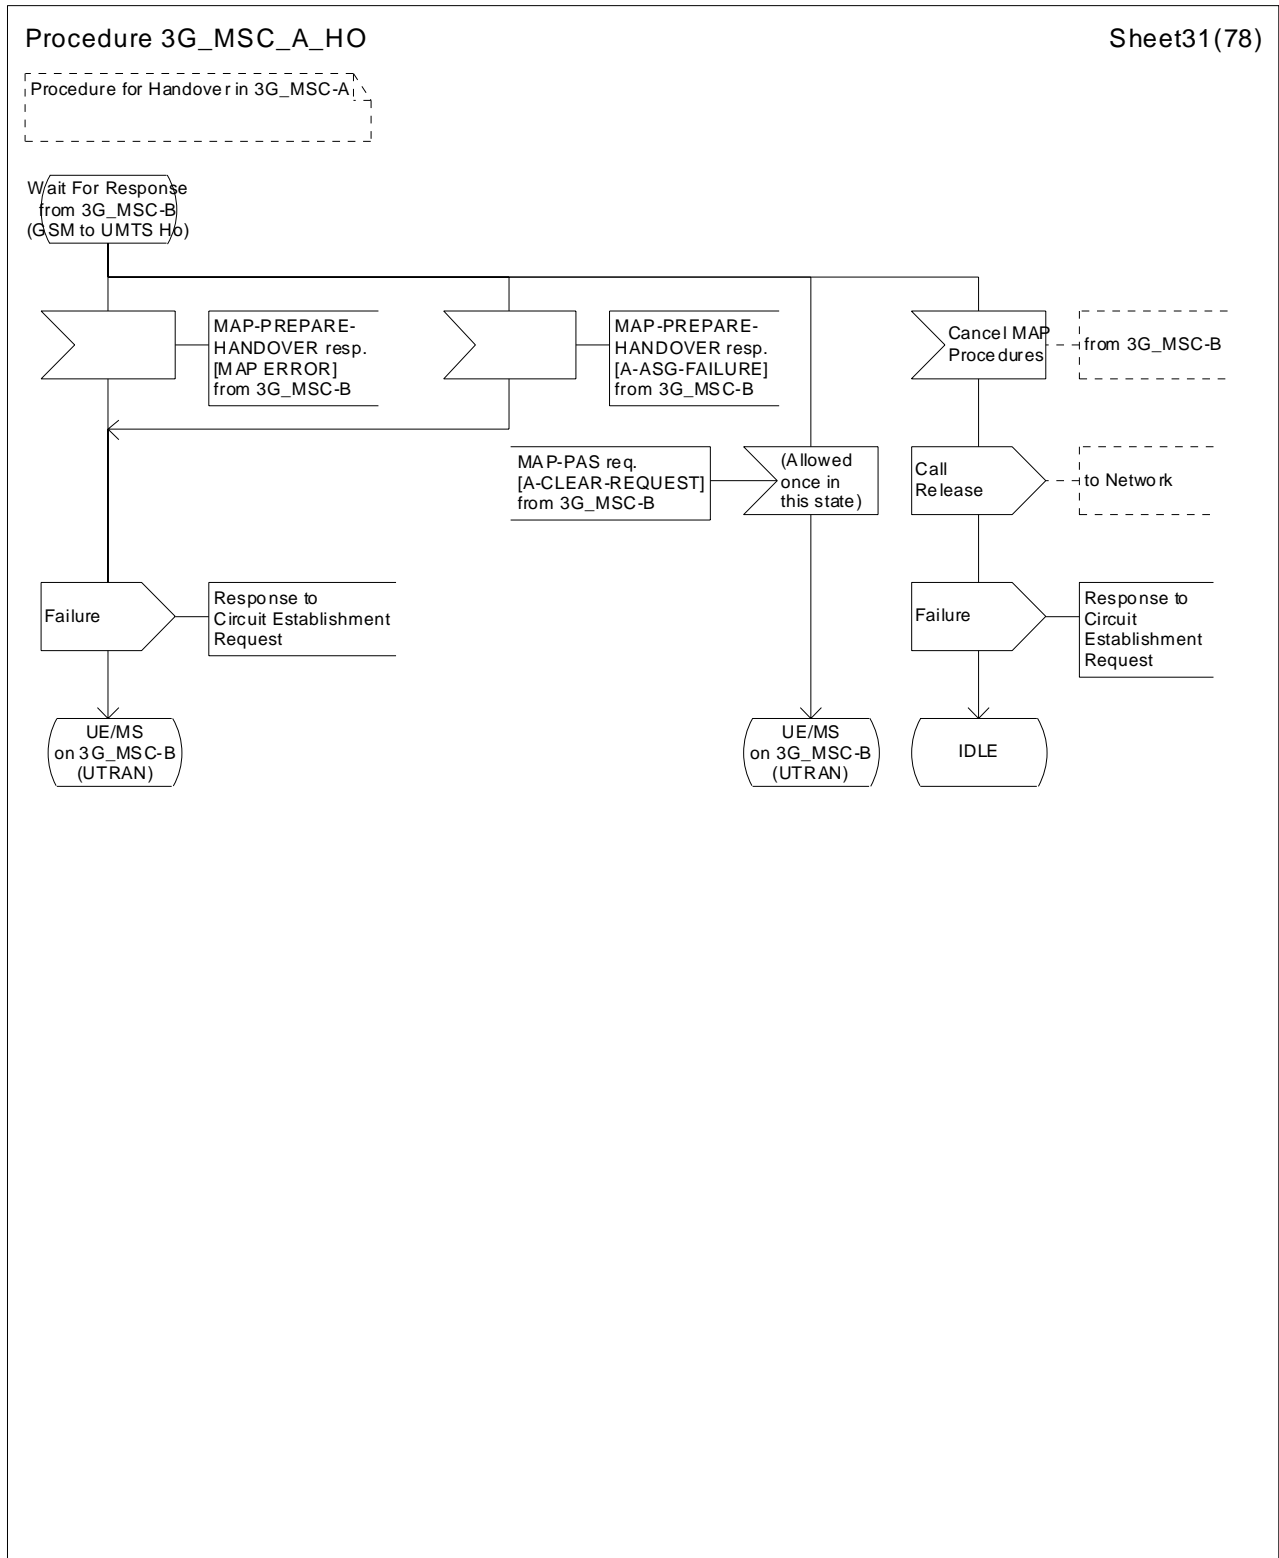 Procedure 3G_MSC_A_HO
Sheet31(78)
Procedure for Handover in 3G_MSC-A
Wait For Response
from 3G_MSC-B
(GSM to UMTS Ho)
MAP-PREPARE-
HANDOVER resp.
[MAP ERROR]
from 3G_MSC-B
MAP-PREPARE-
HANDOVER resp.
[A-ASG-FAILURE]
from 3G_MSC-B
Cancel MAP
Procedures
from 3G_MSC-B
MAP-PAS req.
[A-CLEAR-REQUEST]
from 3G_MSC-B
(Allowed
once in
this state)
Call
Release
to Network
Failure
Response to
Circuit Establishment
Request
Failure
Response to
Circuit
Establishment
Request
UE/MS
on 3G_MSC-B
(UTRAN)
UE/MS
on 3G_MSC-B
(UTRAN)
IDLE